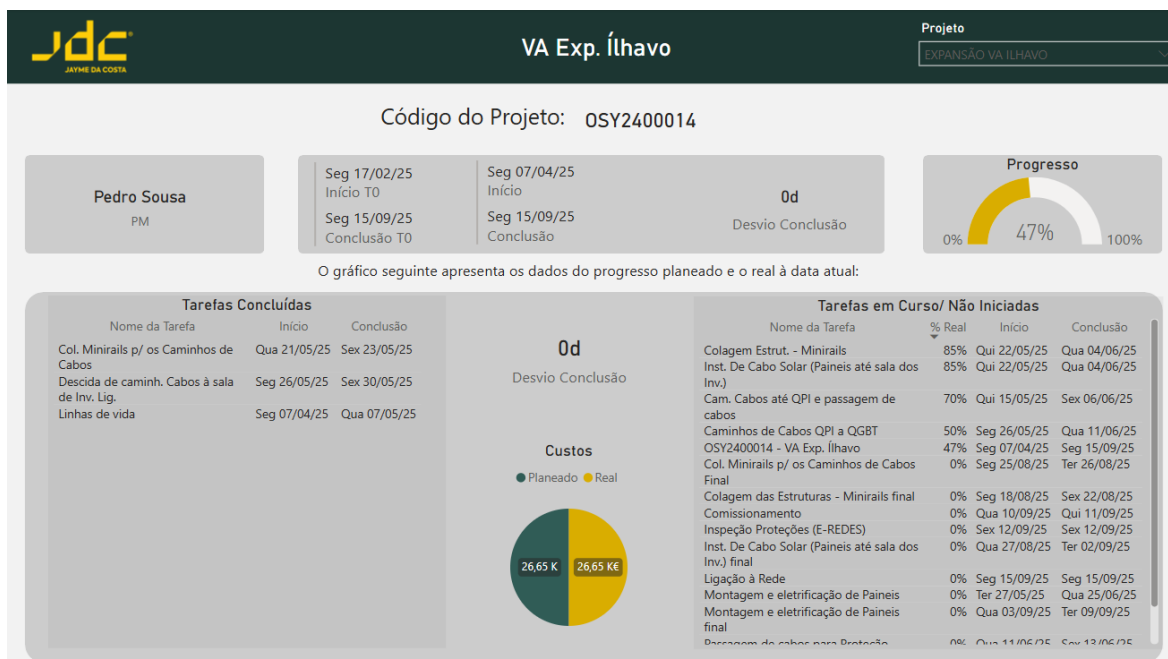 Jdc
JAYME DA COSTA
VA Exp. Ílhavo
Projeto
EXPANSÃO VA ILHAVO
Código do Projeto: OSY2400014
Pedro Sousa
PM
Seg 17/02/25
Início T0
Seg 15/09/25
Conclusão T0
Seg 07/04/25
Início
Seg 15/09/25
Conclusão
0d
Desvio Conclusão
Progresso
47%
0%
100%
O gráfico seguinte apresenta os dados do progresso planeado e o real à data atual:
Tarefas Concluídas
Nome da Tarefa Início Conclusão
Col. Minirails p/ os Caminhos de Qua 21/05/25 Sex 23/05/25
Cabos
Descida de caminh. Cabos à sala Seg 26/05/25 Sex 30/05/25
de Inv. Lig.
Linhas de vida Seg 07/04/25 Qua 07/05/25
0d
Desvio Conclusão
Custos
Planeado Real
26,65 K 26,65 K€
Tarefas em Curso/ Não Iniciadas
Nome da Tarefa % Real Início Conclusão
Colagem Estrut. - Minirails 85% Qui 22/05/25 Qua 04/06/25
Inst. De Cabo Solar (Paineis até sala dos 85% Qui 22/05/25 Qua 04/06/25
Inv.)
Cam. Cabos até QPI e passagem de 70% Qui 15/05/25 Sex 06/06/25
cabos
Caminhos de Cabos QPI a QGBT 50% Seg 26/05/25 Qua 11/06/25
OSY2400014 - VA Exp. Ílhavo 47% Seg 07/04/25 Seg 15/09/25
Col. Minirails p/ os Caminhos de Cabos 0% Seg 25/08/25 Ter 26/08/25
Final
Colagem das Estruturas - Minirails final 0% Seg 18/08/25 Sex 22/08/25
Comissionamento 0% Qua 10/09/25 Qui 11/09/25
Inspeção Proteções (E-REDES) 0% Sex 12/09/25 Sex 12/09/25
Inst. De Cabo Solar (Paineis até sala dos 0% Qua 27/08/25 Ter 02/09/25
Inv.) final
Ligação à Rede 0% Seg 15/09/25 Seg 15/09/25
Montagem e eletrificação de Paineis 0% Ter 27/05/25 Qua 25/06/25
Montagem e eletrificação de Paineis 0% Qua 03/09/25 Ter 09/09/25
final
Passagem de cabos para Proteção 0% Qua 11/06/25 Sex 13/06/25